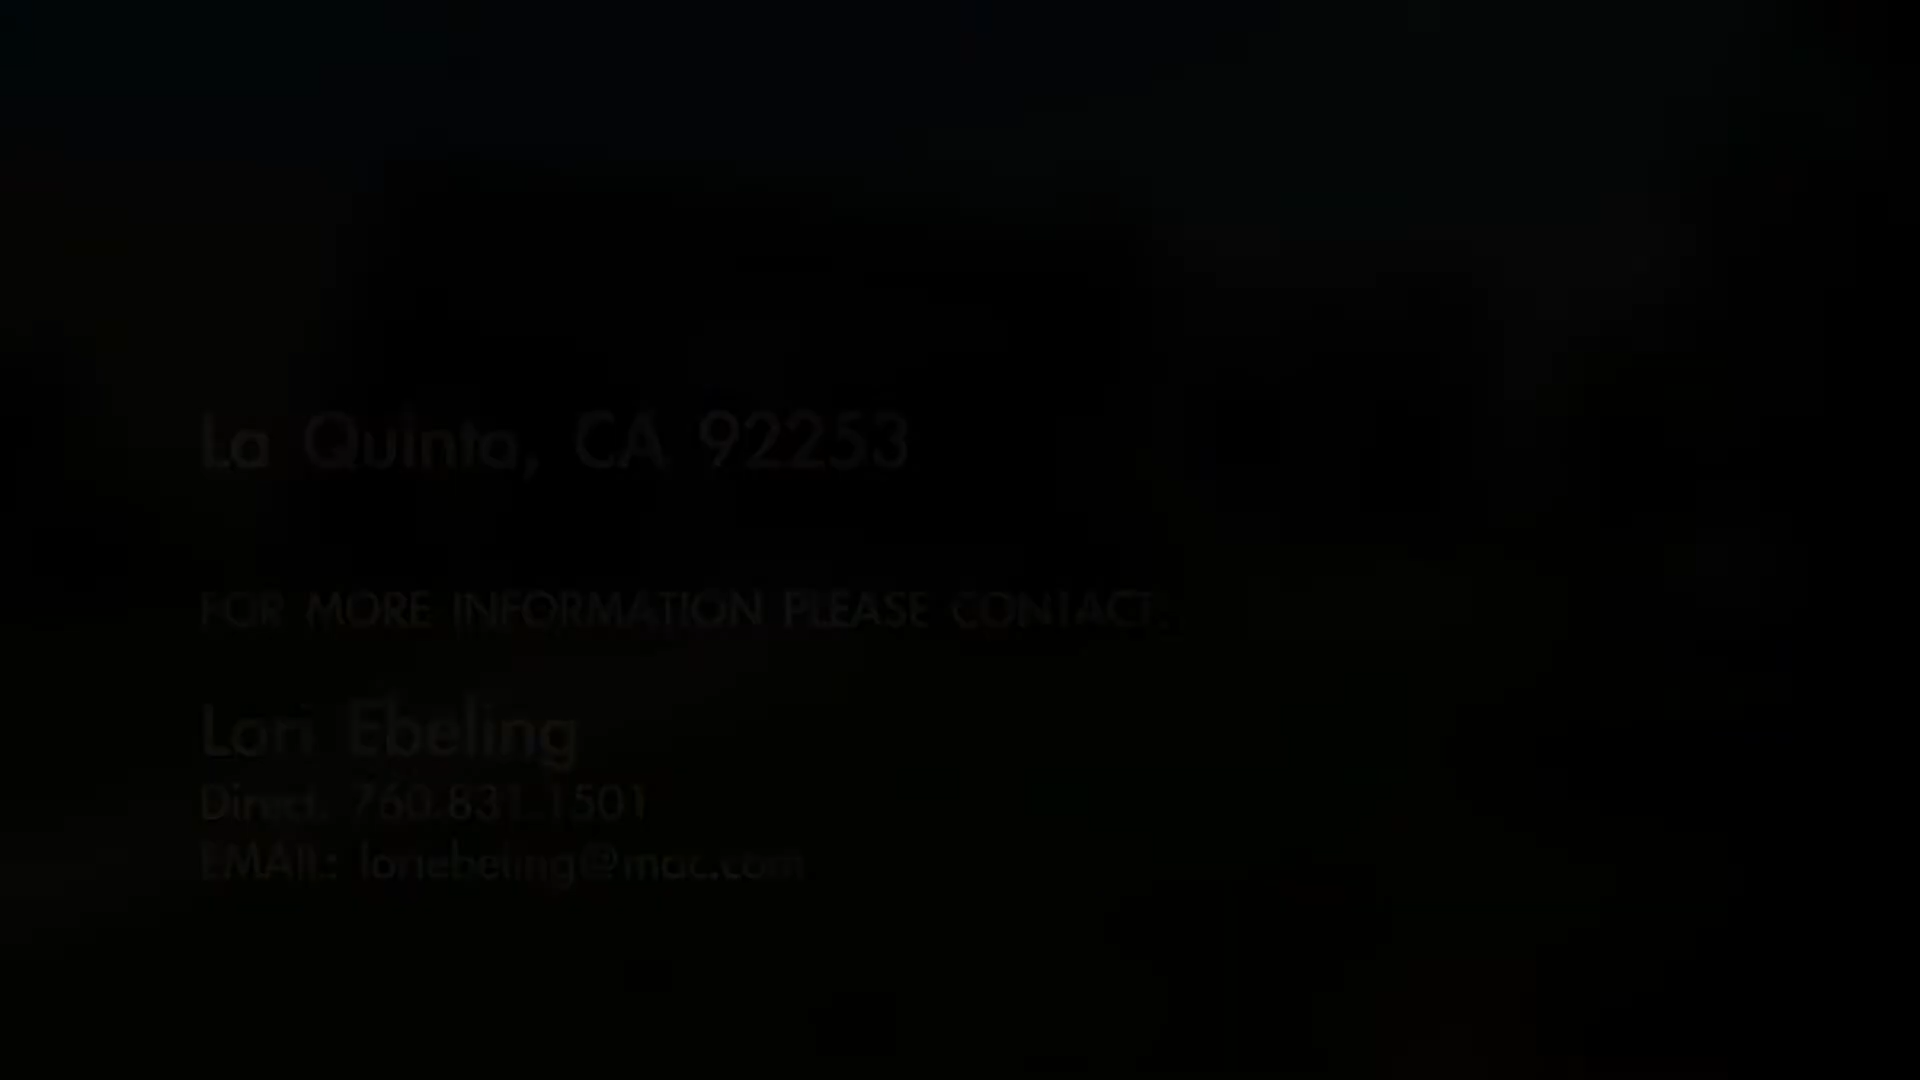 La Quinta, CA 92253
FOR MORE INFORMATION PLEASE CONTACT:
Lori Ebeling
Direct: 760.831.1501
EMAIL: loriebeling@mac.com